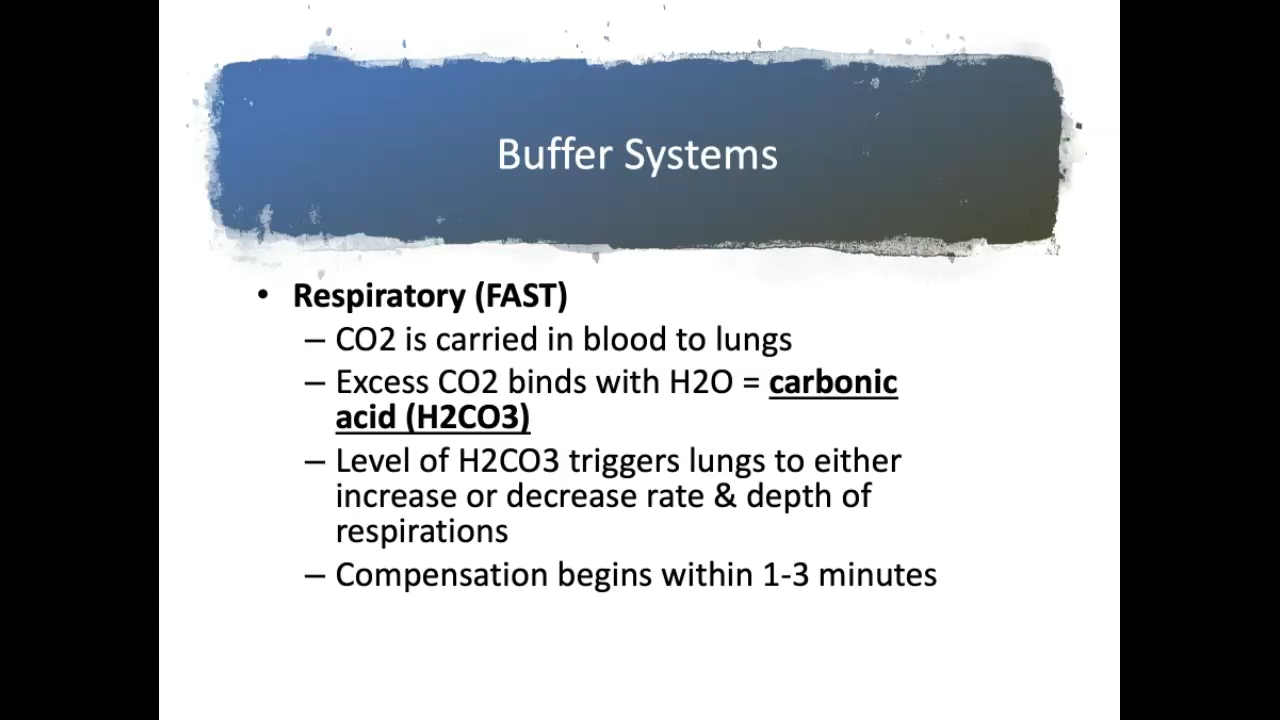 Buffer Systems
• Respiratory (FAST)
– CO2 is carried in blood to lungs
– Excess CO2 binds with H2O = carbonic
acid (H2CO3)
– Level of H2CO3 triggers lungs to either
increase or decrease rate & depth of
respirations
– Compensation begins within 1-3 minutes